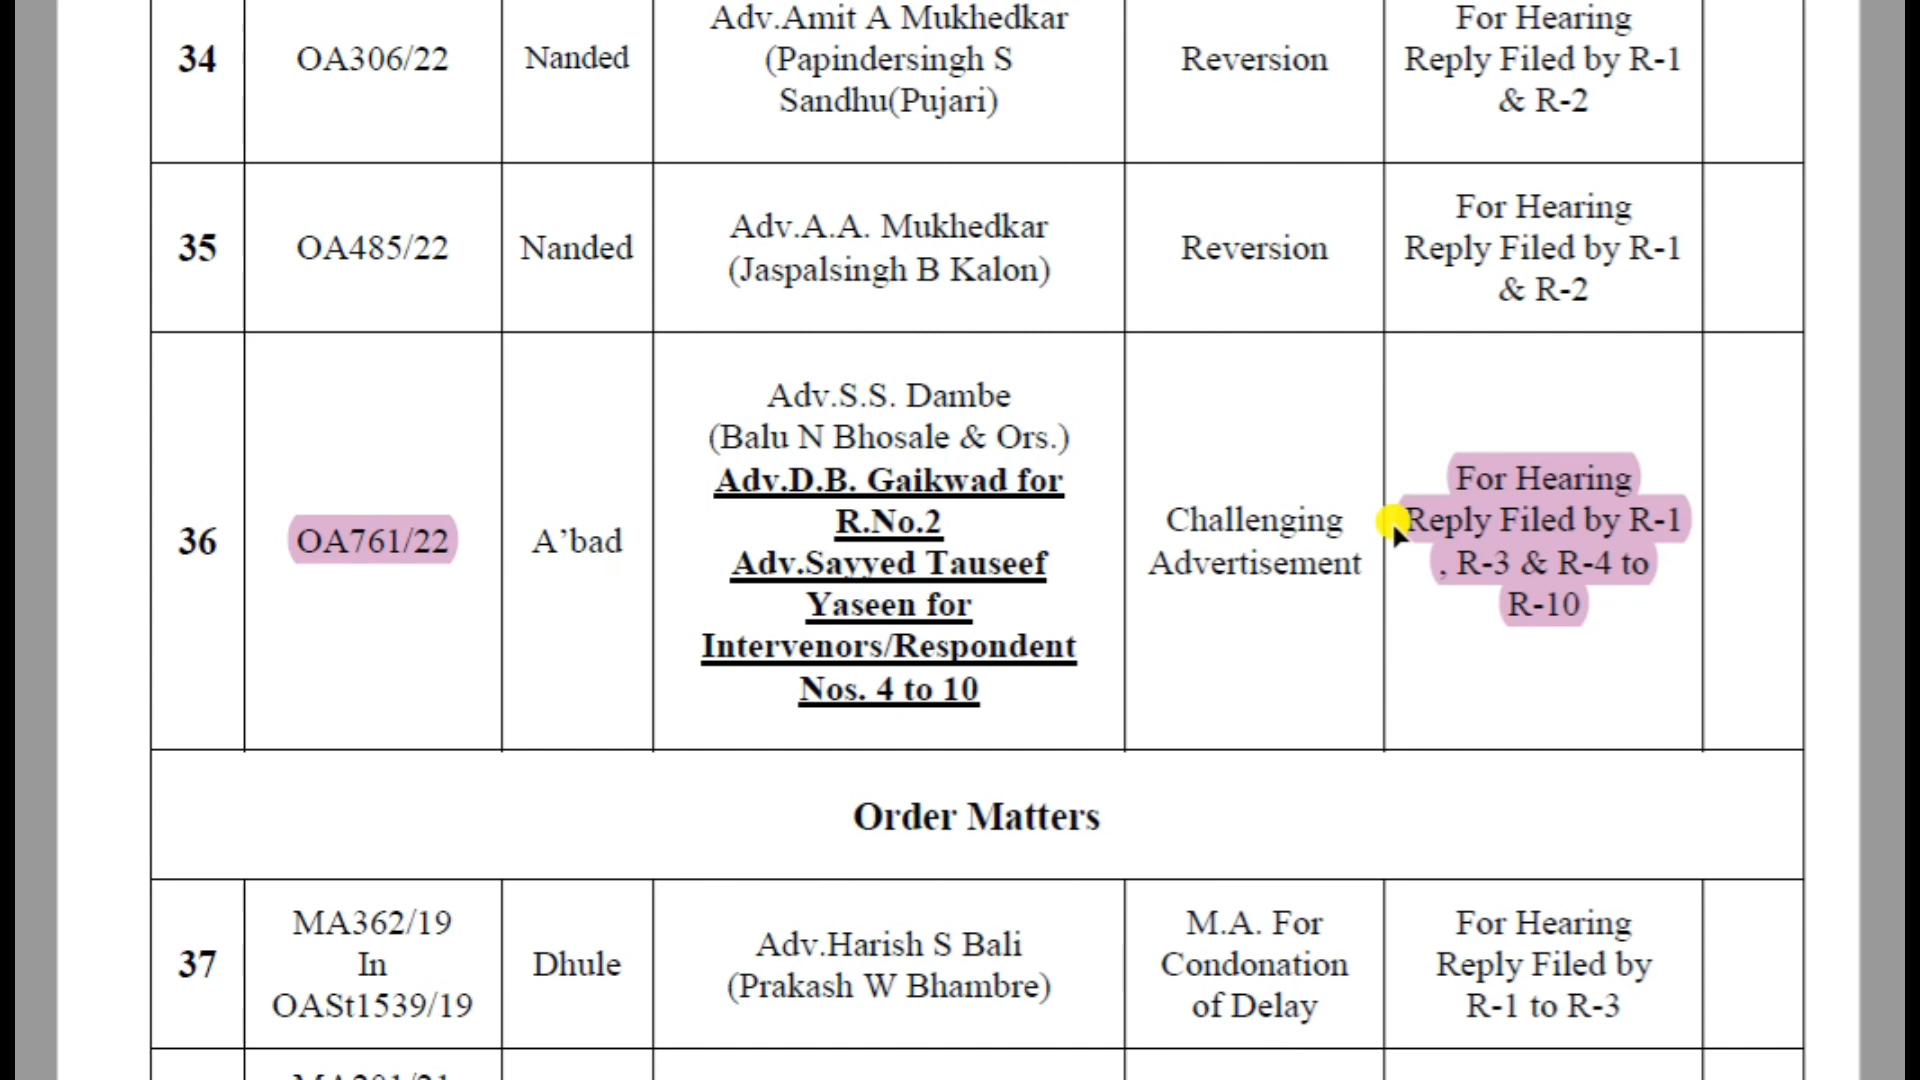 34
OA306/22
Nanded
Adv.Amit A Mukhedkar
(Papindersingh S
Sandhu(Pujari)
Reversion
For Hearing
Reply Filed by R-1
& R-2
35
OA485/22
Nanded
Adv.A.A. Mukhedkar
(Jaspalsingh B Kalon)
Reversion
For Hearing
Reply Filed by R-1
& R-2
36
OA761/22
A’bad
Adv.S.S. Dambe
(Balu N Bhosale & Ors.)
Adv.D.B. Gaikwad for
R.No.2
Adv.Sayyed Tauseef
Yaseen for
Intervenors/Respondent
Nos. 4 to 10
Challenging
Advertisement
For Hearing
Reply Filed by R-1
, R-3 & R-4 to
R-10
Order Matters
37
MA362/19
In
OASt1539/19
Dhule
Adv.Harish S Bali
(Prakash W Bhambre)
M.A. For
Condonation
of Delay
For Hearing
Reply Filed by
R-1 to R-3